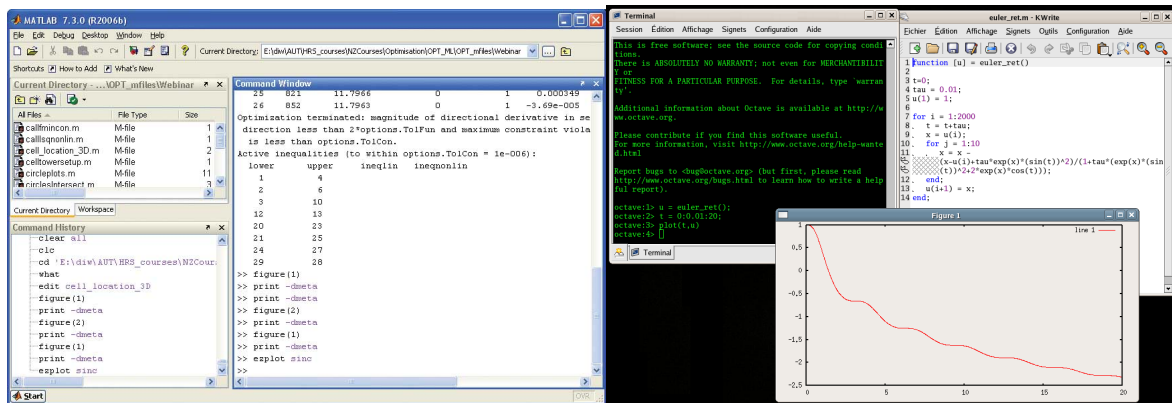 MATLAB 7.3.0 (R2006b)
File Edit Debug Desktop Window Help
Current Directory: E:\diw\AUT\HRS_courses\NZCourses\Optimisation\OPT_ML\OPT_mfiles\Webinar
Shortcuts How to Add What's New
Current Directory - ...\OPT_mfiles\Webinar
All Files File Type Size
callfmincon.m M-file 1
calllsqnonlin.m M-file 1
cell_location_3D.m M-file 2
celltowersetup.m M-file 1
circleplots.m M-file 11
circlesIntersect.m M-file 3
Current Directory Workspace
Command History
clear all
clc
cd 'E:\diw\AUT\HRS_courses\NZCour
what
edit cell_location_3D
figure(1)
print -dmeta
figure(2)
print -dmeta
figure(1)
print -dmeta
ezplot sinc
Start
Command Window
25 821 11.7966 0 1 0.000349
26 852 11.7963 0 1 -3.69e-005
Optimization terminated: magnitude of directional derivative in se
direction less than 2*options.TolFun and maximum constraint viola
is less than options.TolCon.
Active inequalities (to within options.TolCon = 1e-006):
lower upper ineqlin ineqnonlin
1 4
2 6
3 10
12 13
20 23
21 25
24 27
29 28
>> figure(1)
>> print -dmeta
>> figure(2)
>> print -dmeta
>> figure(1)
>> print -dmeta
>> ezplot sinc
>>
OVR
Terminal
Session Édition Affichage Signets Configuration Aide
This is free software; see the source code for copying condi
tions.
There is ABSOLUTELY NO WARRANTY; not even for MERCHANTIBILIT
Y or
FITNESS FOR A PARTICULAR PURPOSE. For details, type `warran
ty'.
Additional information about Octave is available at http://w
ww.octave.org.
Please contribute if you find this software useful.
For more information, visit http://www.octave.org/help-wante
d.html
Report bugs to <bug@octave.org> (but first, please read
http://www.octave.org/bugs.html to learn how to write a help
ful report).
octave:1> u = euler_ret();
octave:2> t = 0:0.01:20;
octave:3> plot(t,u)
octave:4>
Terminal
euler_ret.m - KWrite
Fichier Édition Affichage Signets Outils Configuration Aide
1 function [u] = euler_ret()
2
3 t=0;
4 tau = 0.01;
5 u(1) = 1;
6
7 for i = 1:2000
8 t = t+tau;
9 x = u(i);
10 for j = 1:10
11 x = x -
(x-u(i)+tau*exp(x)*(sin(t))^2)/(1+tau*exp(x)*(sin
(t))^2+2*exp(x)*cos(t)));
12 end;
13 u(i+1) = x;
14 end;
Figure 1
line 1
1
0.5
0
-0.5
-1
-1.5
-2
-2.5
0 5 10 15 20